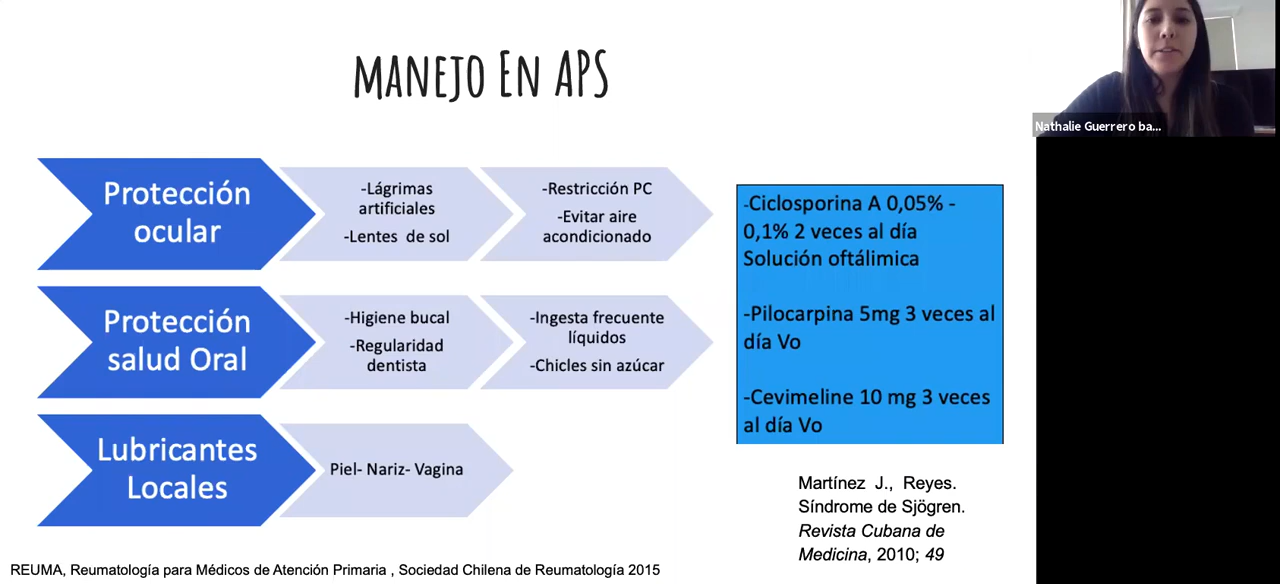 MANEJO EN APS
Nathalie Guerrero ba...
Protección
ocular
-Lágrimas
artificiales
-Lentes de sol
-Restricción PC
-Evitar aire
acondicionado
Protección
salud Oral
-Higiene bucal
-Regularidad
dentista
-Ingesta frecuente
líquidos
-Chicles sin azúcar
Lubricantes
Locales
Piel- Nariz- Vagina
-Ciclosporina A 0,05% -
0,1% 2 veces al día
Solución oftálimica
-Pilocarpina 5mg 3 veces al
día Vo
-Cevimeline 10 mg 3 veces
al día Vo
Martínez J., Reyes.
Síndrome de Sjögren.
Revista Cubana de
Medicina, 2010; 49
REUMA, Reumatología para Médicos de Atención Primaria , Sociedad Chilena de Reumatología 2015